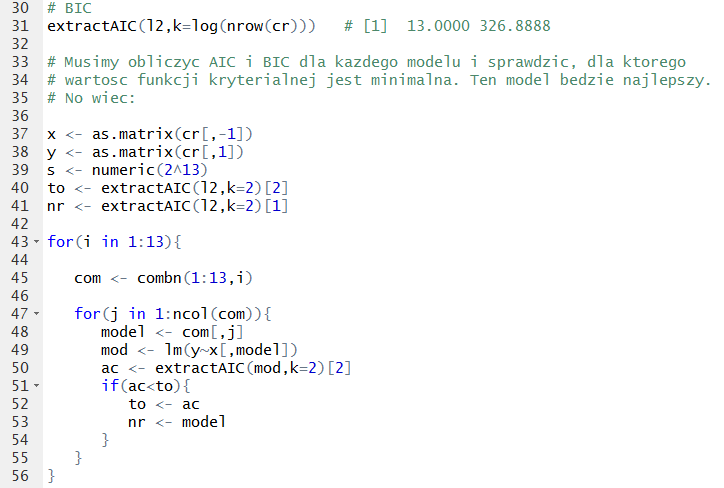 30 # BIC
31 extractAIC(l2,k=log(nrow(cr)))   # [1]  13.0000 326.8888
32
33 # Musimy obliczyc AIC i BIC dla kazdego modelu i sprawdzic, dla ktorego
34 # wartosc funkcji kryterialnej jest minimalna. Ten model bedzie najlepszy.
35 # No wiec:
36
37 x <- as.matrix(cr[,-1])
38 y <- as.matrix(cr[,1])
39 s <- numeric(2^13)
40 to <- extractAIC(l2,k=2)[2]
41 nr <- extractAIC(l2,k=2)[1]
42
43 for(i in 1:13){
44
45    com <- combn(1:13,i)
46
47    for(j in 1:ncol(com)){
48       model <- com[,j]
49       mod <- lm(y~x[,model])
50       ac <- extractAIC(mod,k=2)[2]
51       if(ac<to){
52          to <- ac
53          nr <- model
54       }
55    }
56 }